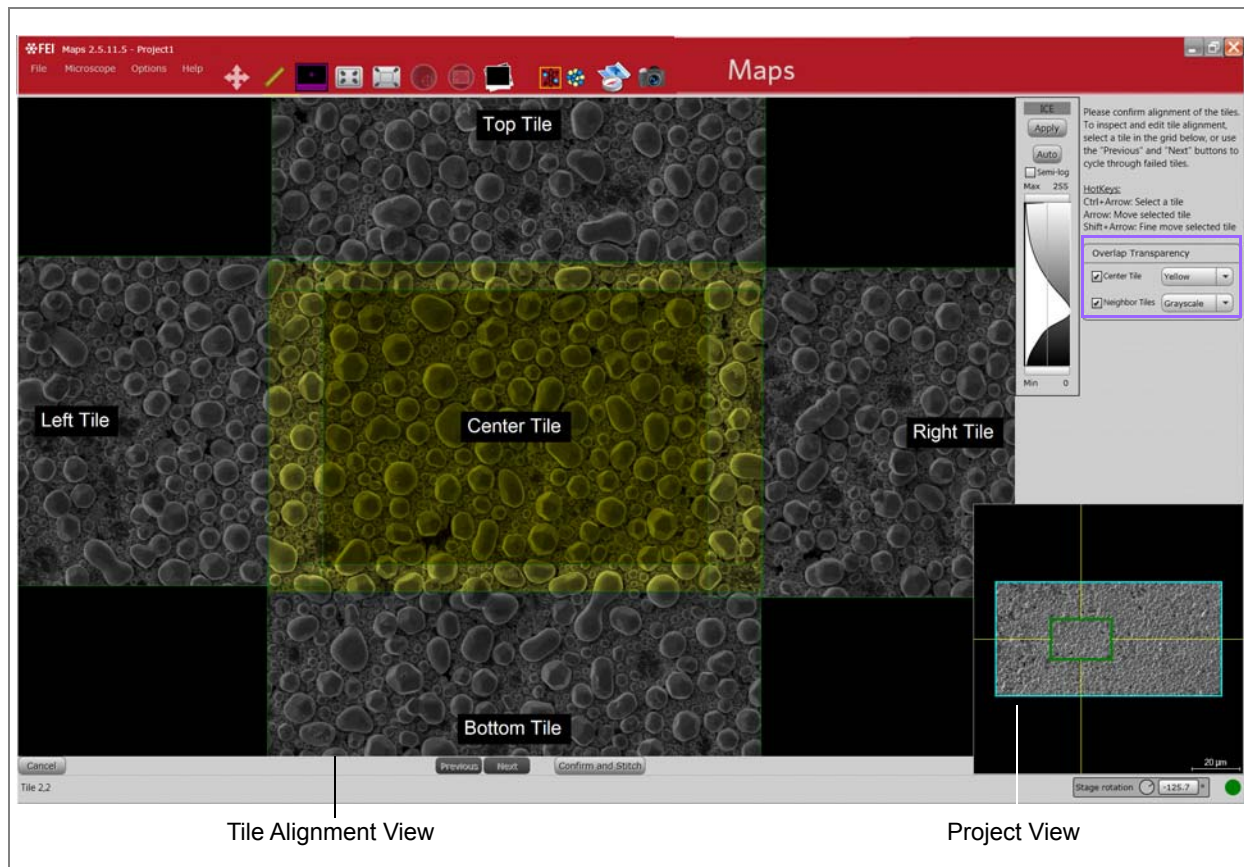 FEI Maps 2.5.11.5 - Project1
File Microscope Options Help
Maps
Top Tile
Left Tile
Center Tile
Right Tile
Bottom Tile
ICE
Apply
Auto
Semi-log
Max 255
Min 0
Please confirm alignment of the tiles.
To inspect and edit tile alignment,
select a tile in the grid below, or use
the "Previous" and "Next" buttons to
cycle through failed tiles.
HotKeys:
Ctrl+Arrow: Select a tile
Arrow: Move selected tile
Shift+Arrow: Fine move selected tile
Overlap Transparency
Center Tile Yellow
Neighbor Tiles Grayscale
20 µm
Cancel Previous Next Confirm and Stitch
Tile 2,2
Stage rotation -125.7 °
Tile Alignment View
Project View